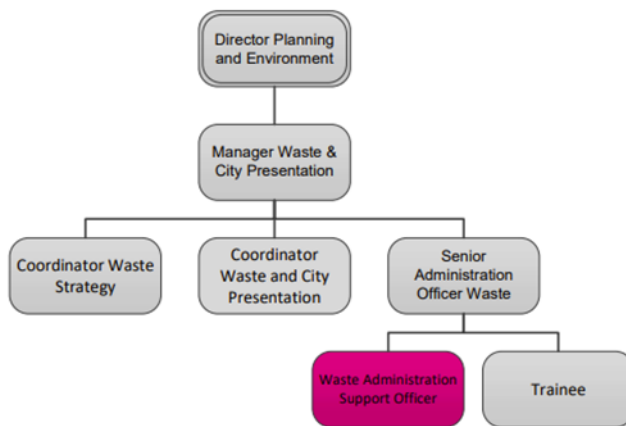 Director Planning
and Environment
Manager Waste &
City Presentation
Coordinator Waste
Strategy
Coordinator
Waste and City
Presentation
Senior
Administration
Officer Waste
Waste Administration
Support Officer
Trainee